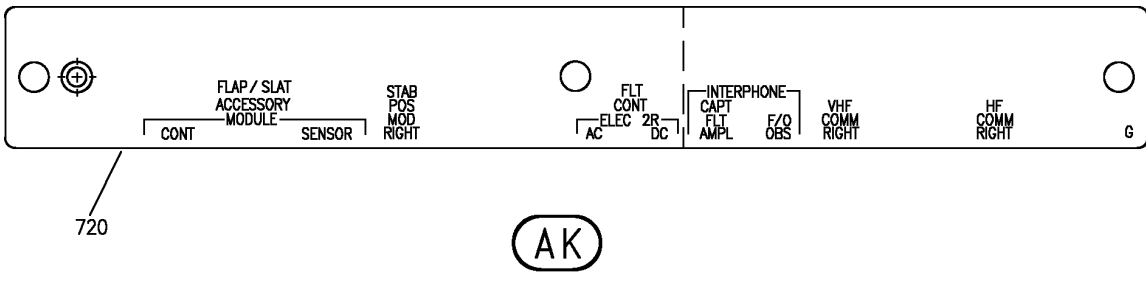 FLAP / SLAT
ACCESSORY
MODULE
CONT SENSOR
STAB
POS
MOD
RIGHT
FLT
CONT
ELEC 2R
AC DC
INTERPHONE
CAPT
FLT F/O
AMPL OBS
VHF
COMM
RIGHT
HF
COMM
RIGHT
G
720
AK